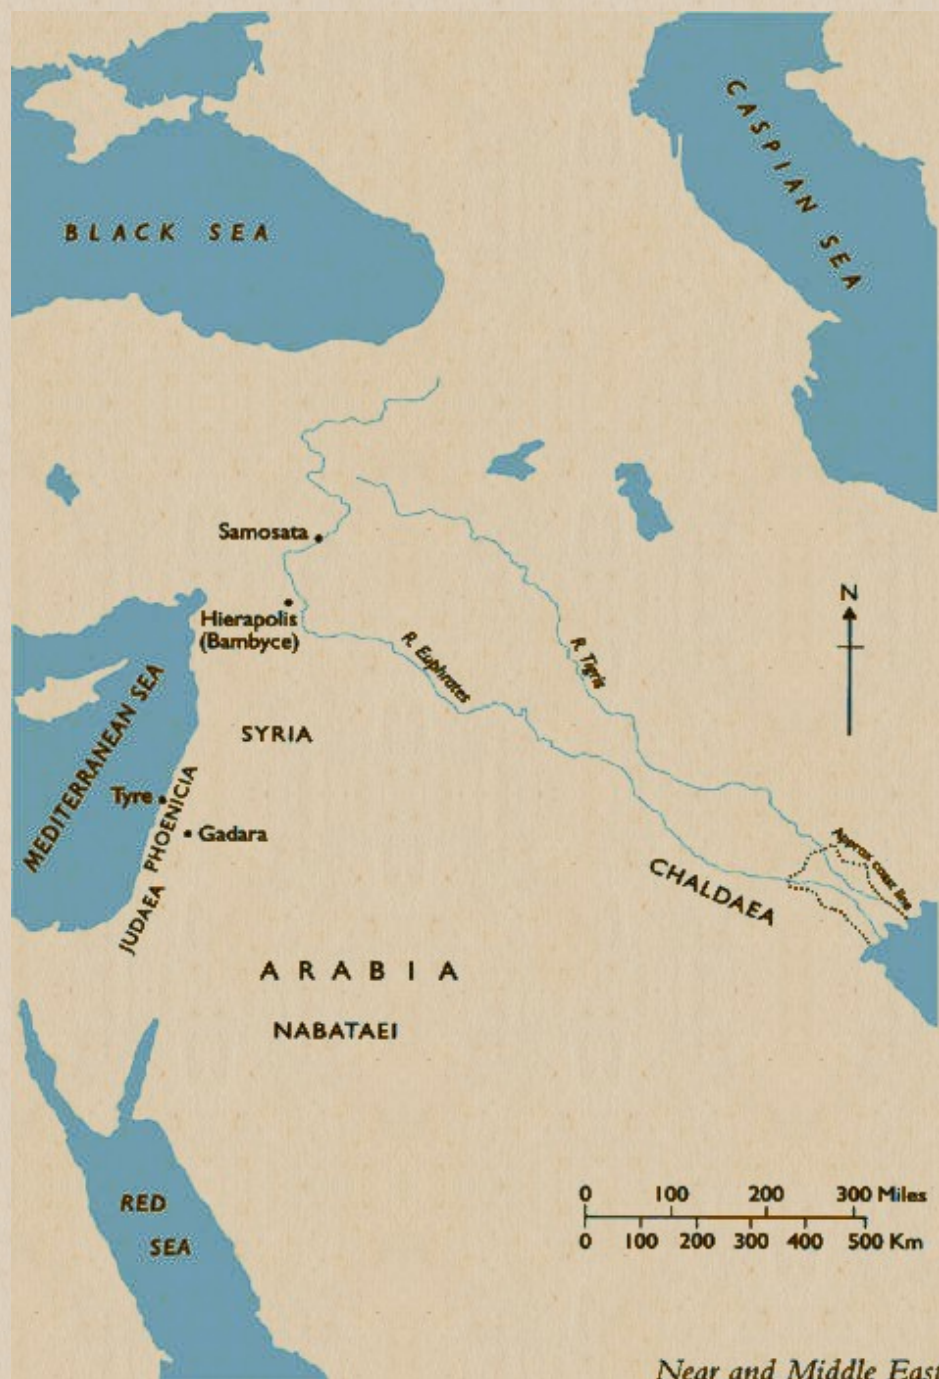 CASPIAN SEA
BLACK SEA
Samosata
N
Hierapolis
(Bambyce)
R. Euphrates
R. Tigris
MEDITERRANEAN SEA
SYRIA
Tyre
PHOENICIA
Gadara
Approx coast line
CHALDAEA
JUDAEA
ARABIA
NABATAEI
RED
SEA
0 100 200 300 Miles
0 100 200 300 400 500 Km
Near and Middle East